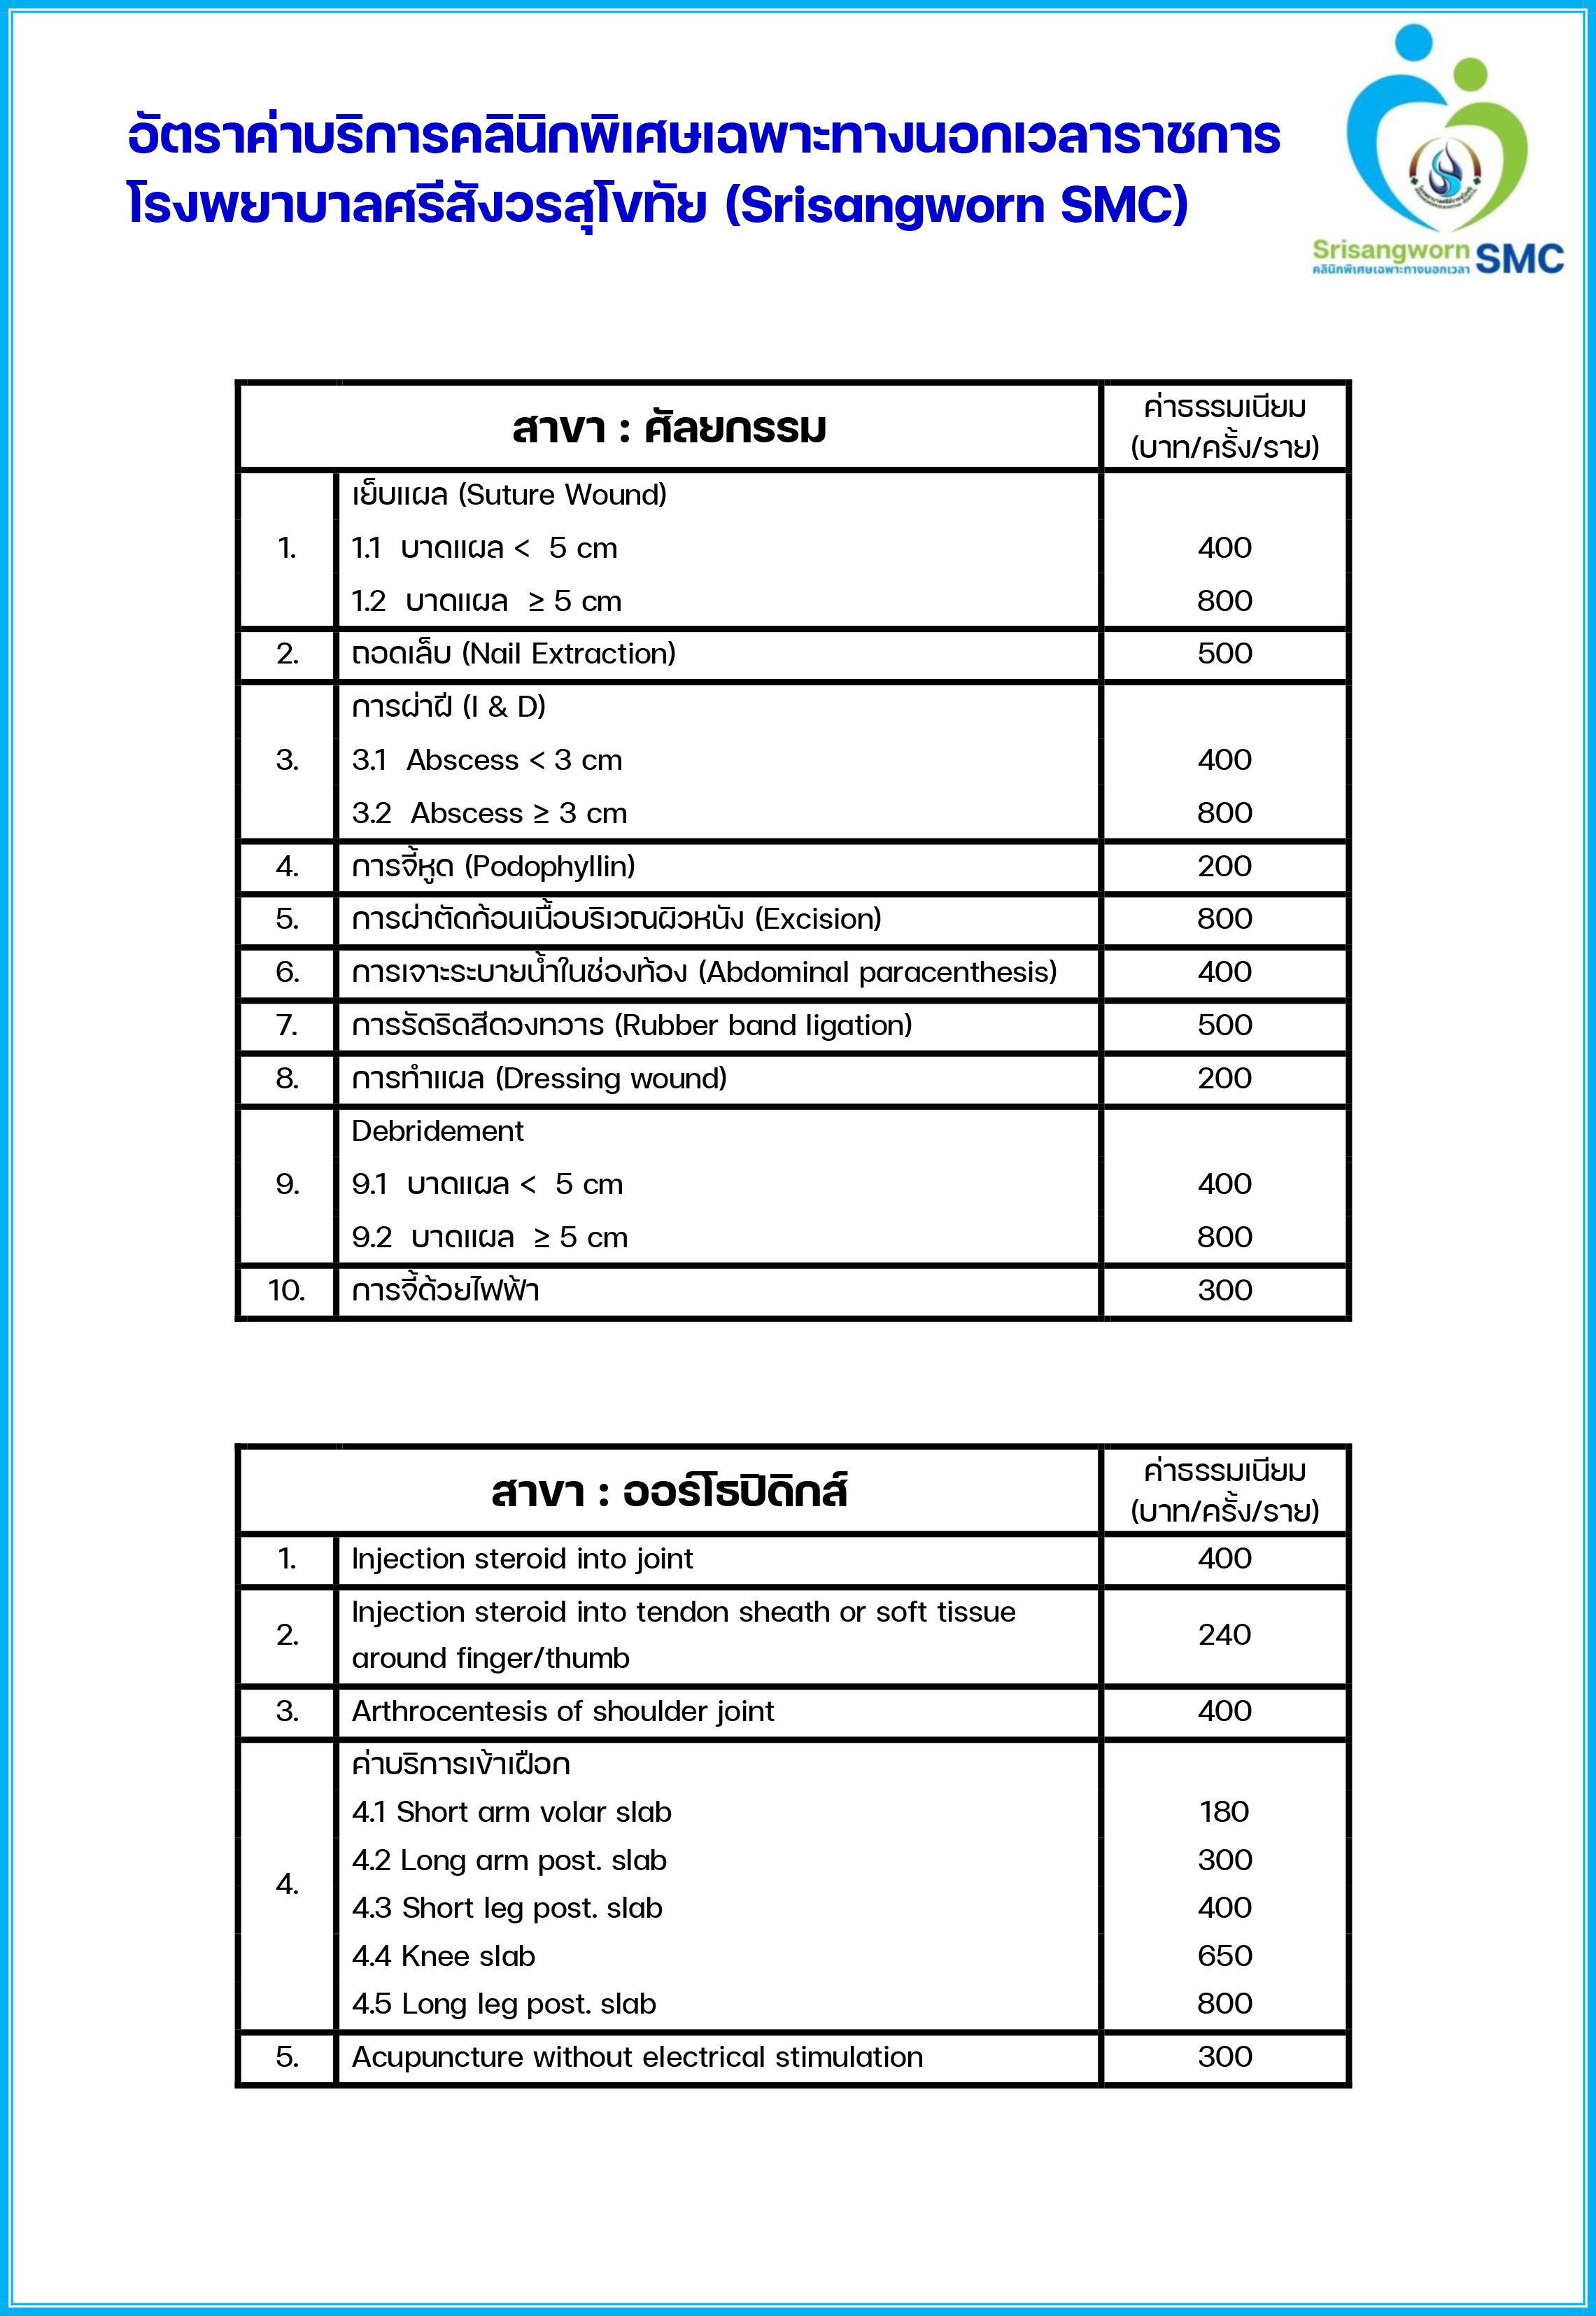 อัตราค่าบริการคลินิกพิเศษเฉพาะทางนอกเวลาราชการ
โรงพยาบาลศรีสังวรสุโขทัย (Srisangworn SMC)
Srisangworn SMC
คลินิกพิเศษเฉพาะทางนอกเวลา
สาขา : ศัลยกรรม
ค่าธรรมเนียม
(บาท/ครั้ง/ราย)
1.
เย็บแผล (Suture Wound)
1.1 บาดแผล < 5 cm 400
1.2 บาดแผล ≥ 5 cm 800
2. ถอดเล็บ (Nail Extraction) 500
3.
การผ่าฝี (I & D)
3.1 Abscess < 3 cm 400
3.2 Abscess ≥ 3 cm 800
4. การจี้หูด (Podophyllin) 200
5. การผ่าตัดก้อนเนื้อบริเวณผิวหนัง (Excision) 800
6. การเจาะระบายน้ำในช่องท้อง (Abdominal paracenthesis) 400
7. การรัดริดสีดวงทวาร (Rubber band ligation) 500
8. การทำแผล (Dressing wound) 200
9.
Debridement
9.1 บาดแผล < 5 cm 400
9.2 บาดแผล ≥ 5 cm 800
10. การจี้ด้วยไฟฟ้า 300
สาขา : ออร์โธปิดิกส์
ค่าธรรมเนียม
(บาท/ครั้ง/ราย)
1. Injection steroid into joint 400
2. Injection steroid into tendon sheath or soft tissue
around finger/thumb 240
3. Arthrocentesis of shoulder joint 400
4.
ค่าบริการเข้าเฝือก
4.1 Short arm volar slab 180
4.2 Long arm post. slab 300
4.3 Short leg post. slab 400
4.4 Knee slab 650
4.5 Long leg post. slab 800
5. Acupuncture without electrical stimulation 300